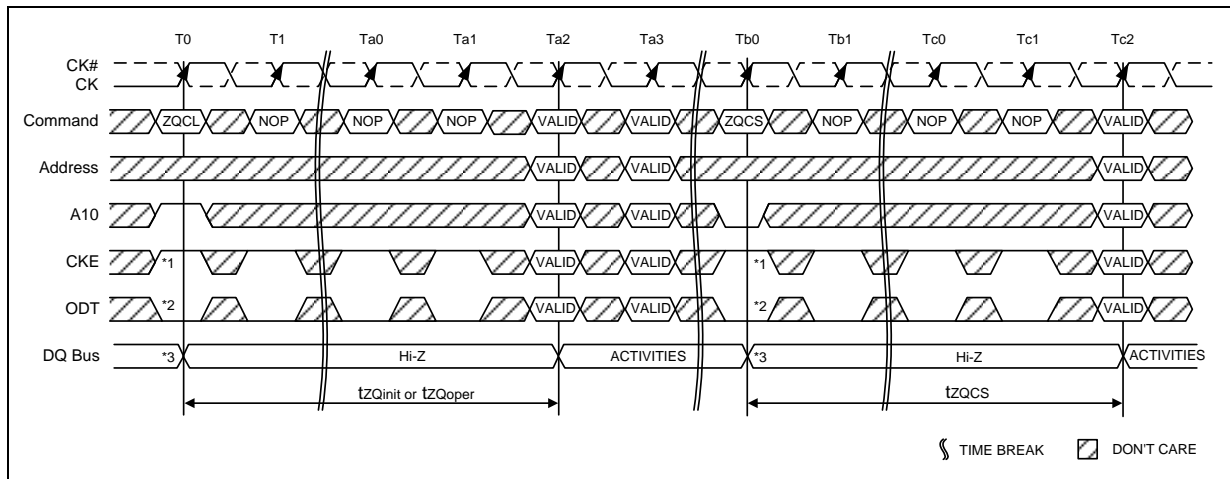 T0 T1 Ta0 Ta1 Ta2 Ta3 Tb0 Tb1 Tc0 Tc1 Tc2
CK#
CK
Command ZQCL NOP NOP NOP VALID VALID ZQCS NOP NOP NOP VALID
Address VALID VALID VALID
A10 VALID VALID VALID
CKE *1 VALID VALID *1 VALID
ODT *2 VALID VALID *2 VALID
DQ Bus *3 Hi-Z ACTIVITIES *3 Hi-Z ACTIVITIES
tZQinit or tZQoper tZQCS
TIME BREAK DON'T CARE